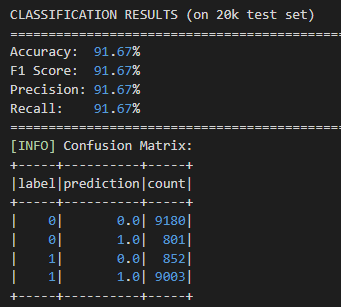 CLASSIFICATION RESULTS (on 20k test set)
============================================
Accuracy:  91.67%
F1 Score:  91.67%
Precision: 91.67%
Recall:    91.67%
============================================
[INFO] Confusion Matrix:
+-----+----------+-----+
|label|prediction|count|
+-----+----------+-----+
|    0|       0.0| 9180|
|    0|       1.0|  801|
|    1|       0.0|  852|
|    1|       1.0| 9003|
+-----+----------+-----+